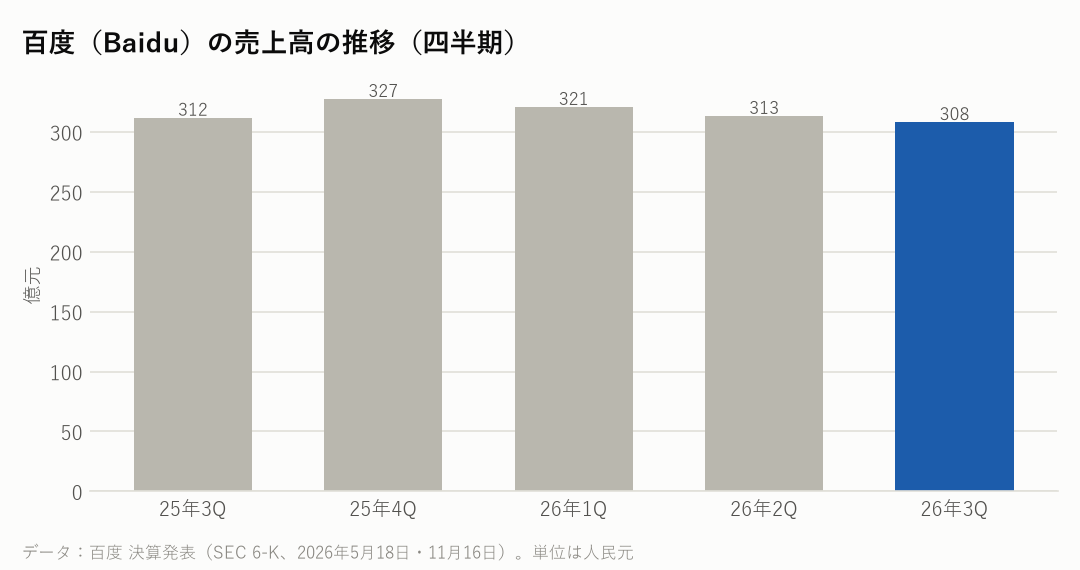 百度（Baidu）の売上高の推移（四半期）
312
327
321
313
308
300
250
200
150
100
50
0
億元
25年3Q
25年4Q
26年1Q
26年2Q
26年3Q
データ：百度 決算発表（SEC 6-K、2026年5月18日・11月16日）。単位は人民元